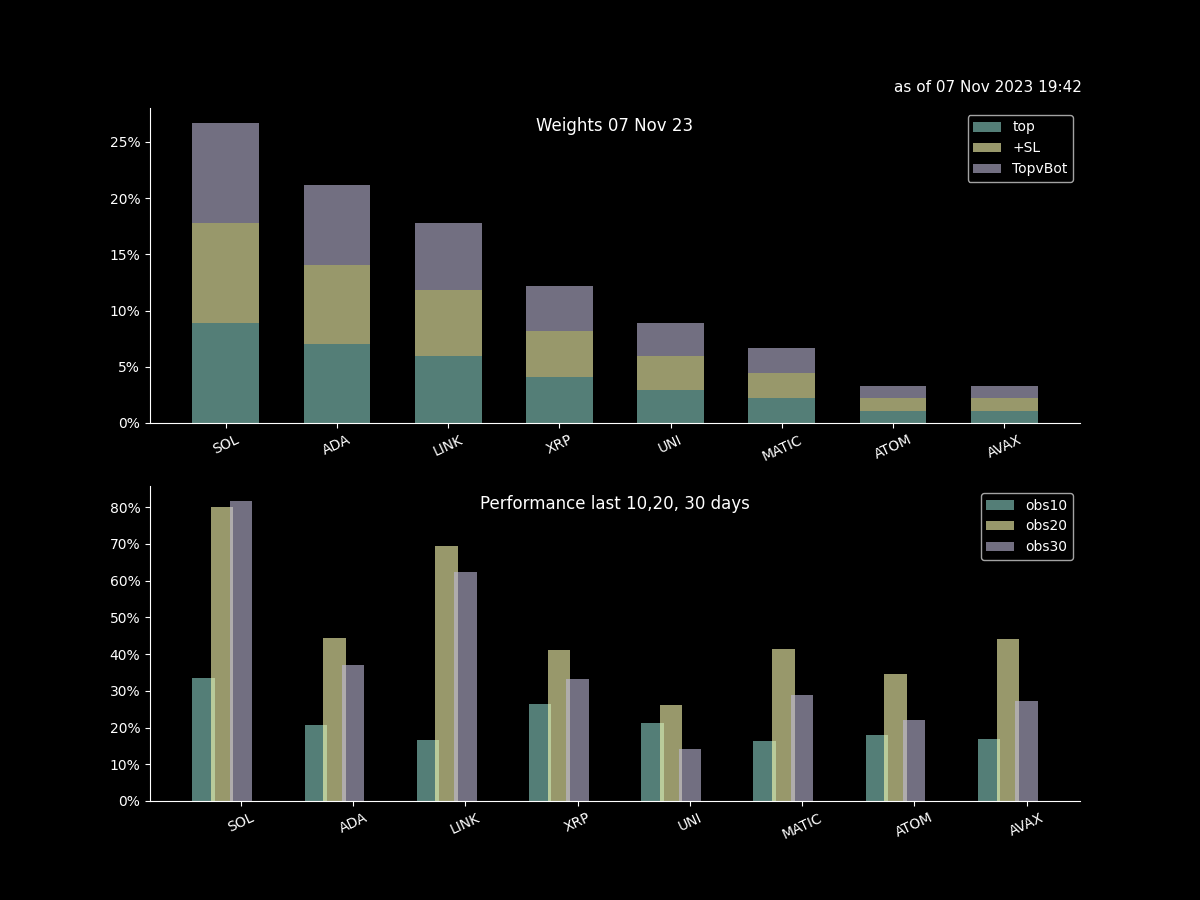 as of 07 Nov 2023 19:42
Weights 07 Nov 23
top
+SL
TopvBot
25%
20%
15%
10%
5%
0%
SOL ADA LINK XRP UNI MATIC ATOM AVAX
Performance last 10,20, 30 days
obs10
obs20
obs30
80%
70%
60%
50%
40%
30%
20%
10%
0%
SOL ADA LINK XRP UNI MATIC ATOM AVAX